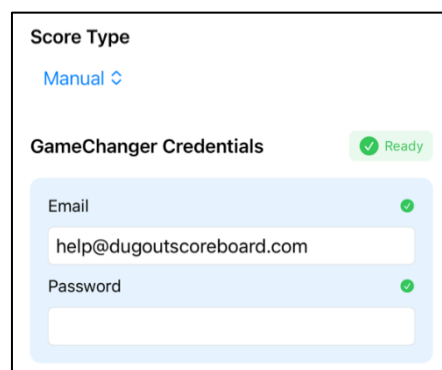 Score Type
Manual
GameChanger Credentials Ready
Email
help@dugoutscoreboard.com
Password